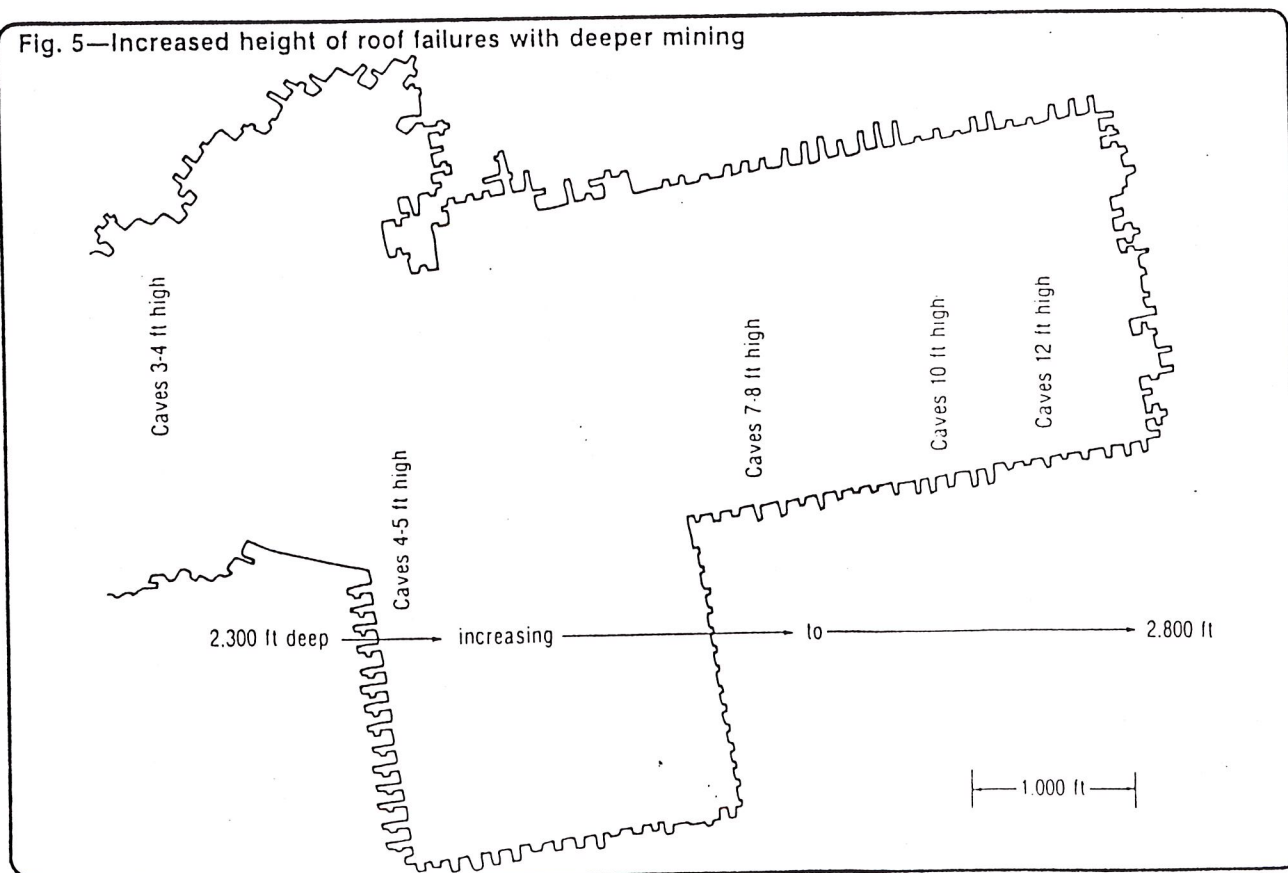 Fig. 5—Increased height of roof failures with deeper mining
Caves 3-4 ft high
Caves 4-5 ft high
Caves 7-8 ft high
Caves 10 ft high
Caves 12 ft high
2.300 ft deep increasing to 2.800 ft
1.000 ft